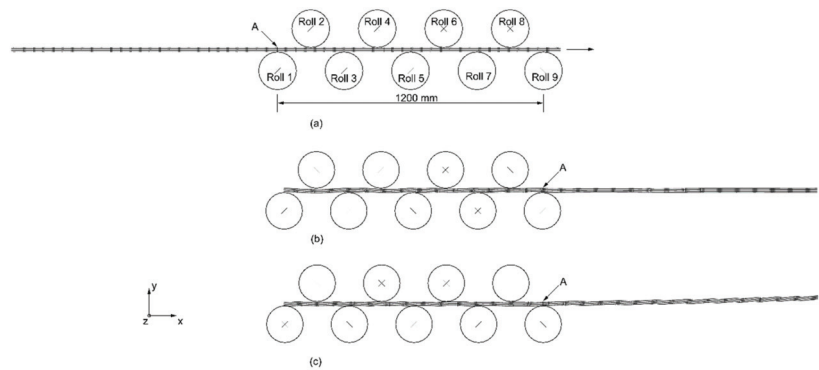 Roll 2 Roll 4 Roll 6 Roll 8
A
Roll 1 Roll 3 Roll 5 Roll 7 Roll 9
1200 mm
(a)
A
(b)
A
y
z x
(c)